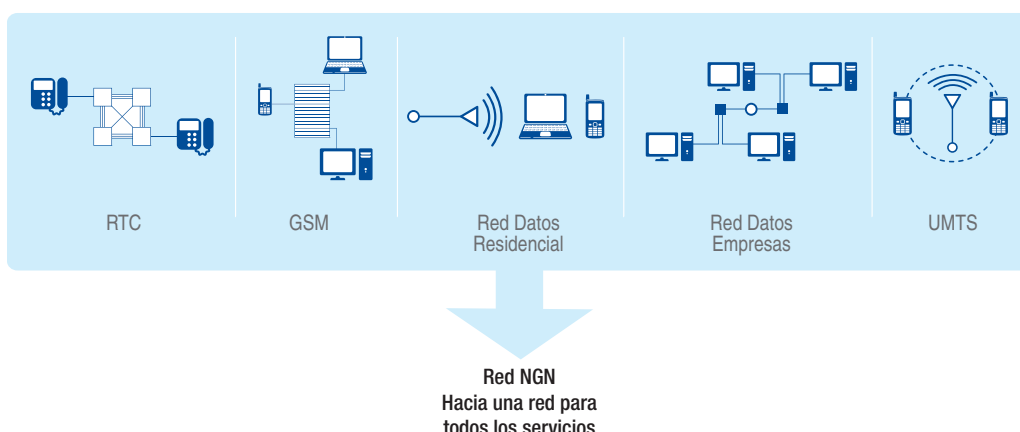 RTC
GSM
Red Datos
Residencial
Red Datos
Empresas
UMTS
Red NGN
Hacia una red para
todos los servicios